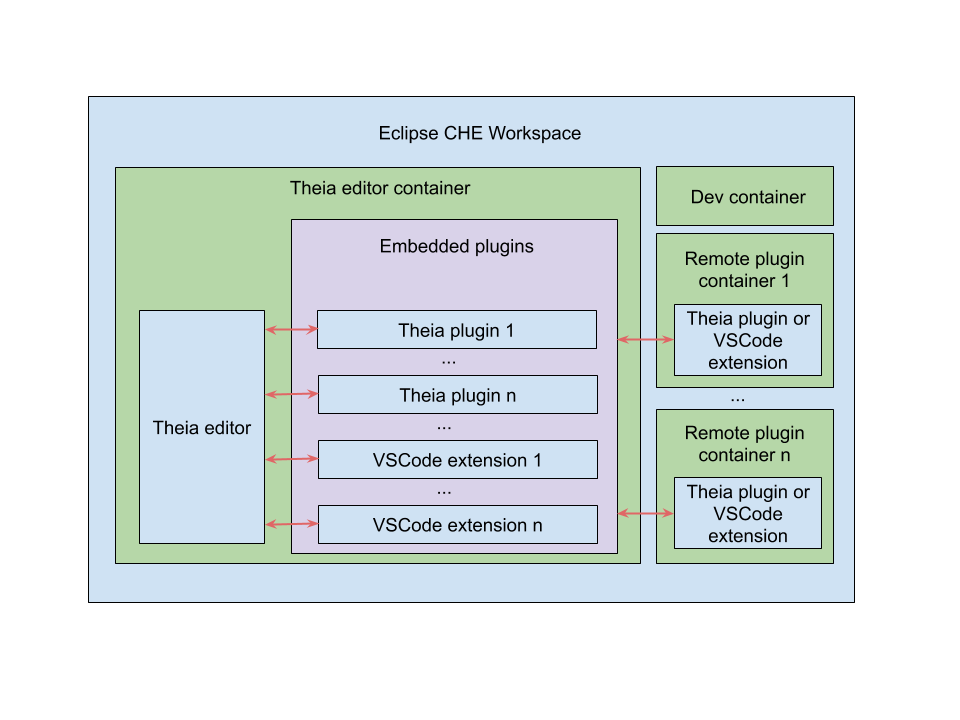 Eclipse CHE Workspace
Theia editor container
Embedded plugins
Theia editor
Theia plugin 1
...
Theia plugin n
...
VSCode extension 1
...
VSCode extension n
Dev container
Remote plugin
container 1
Theia plugin or
VSCode
extension
...
Remote plugin
container n
Theia plugin or
VSCode
extension